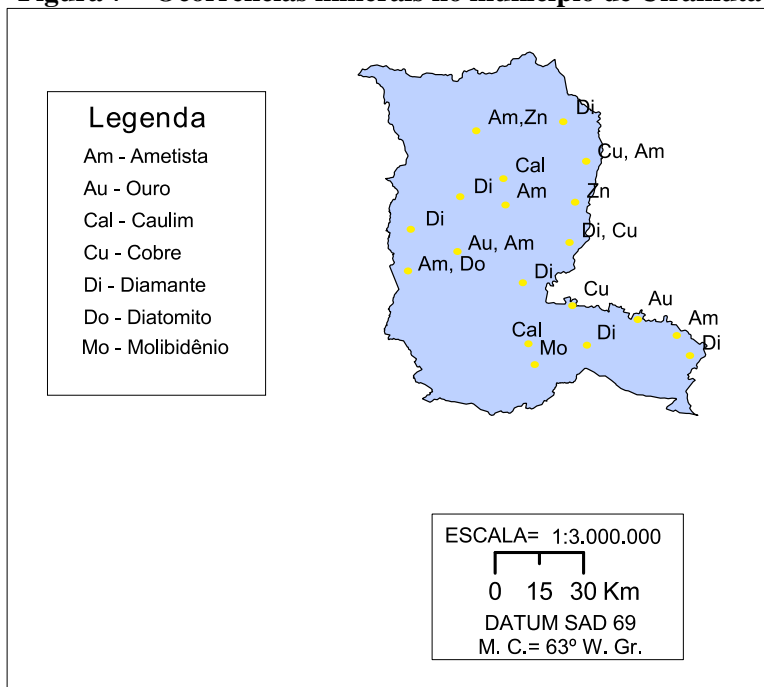 Legenda
Am - Ametista
Au - Ouro
Cal - Caulim
Cu - Cobre
Di - Diamante
Do - Diatomito
Mo - Molibidênio
Di
Am,Zn
Cu, Am
Cal
Di
Am
Zn
Di
Au, Am
Di, Cu
Am, Do
Di
Cu
Au
Am
Cal
Mo
Di
Di
ESCALA= 1:3.000.000
0 15 30 Km
DATUM SAD 69
M. C.= 63º W. Gr.